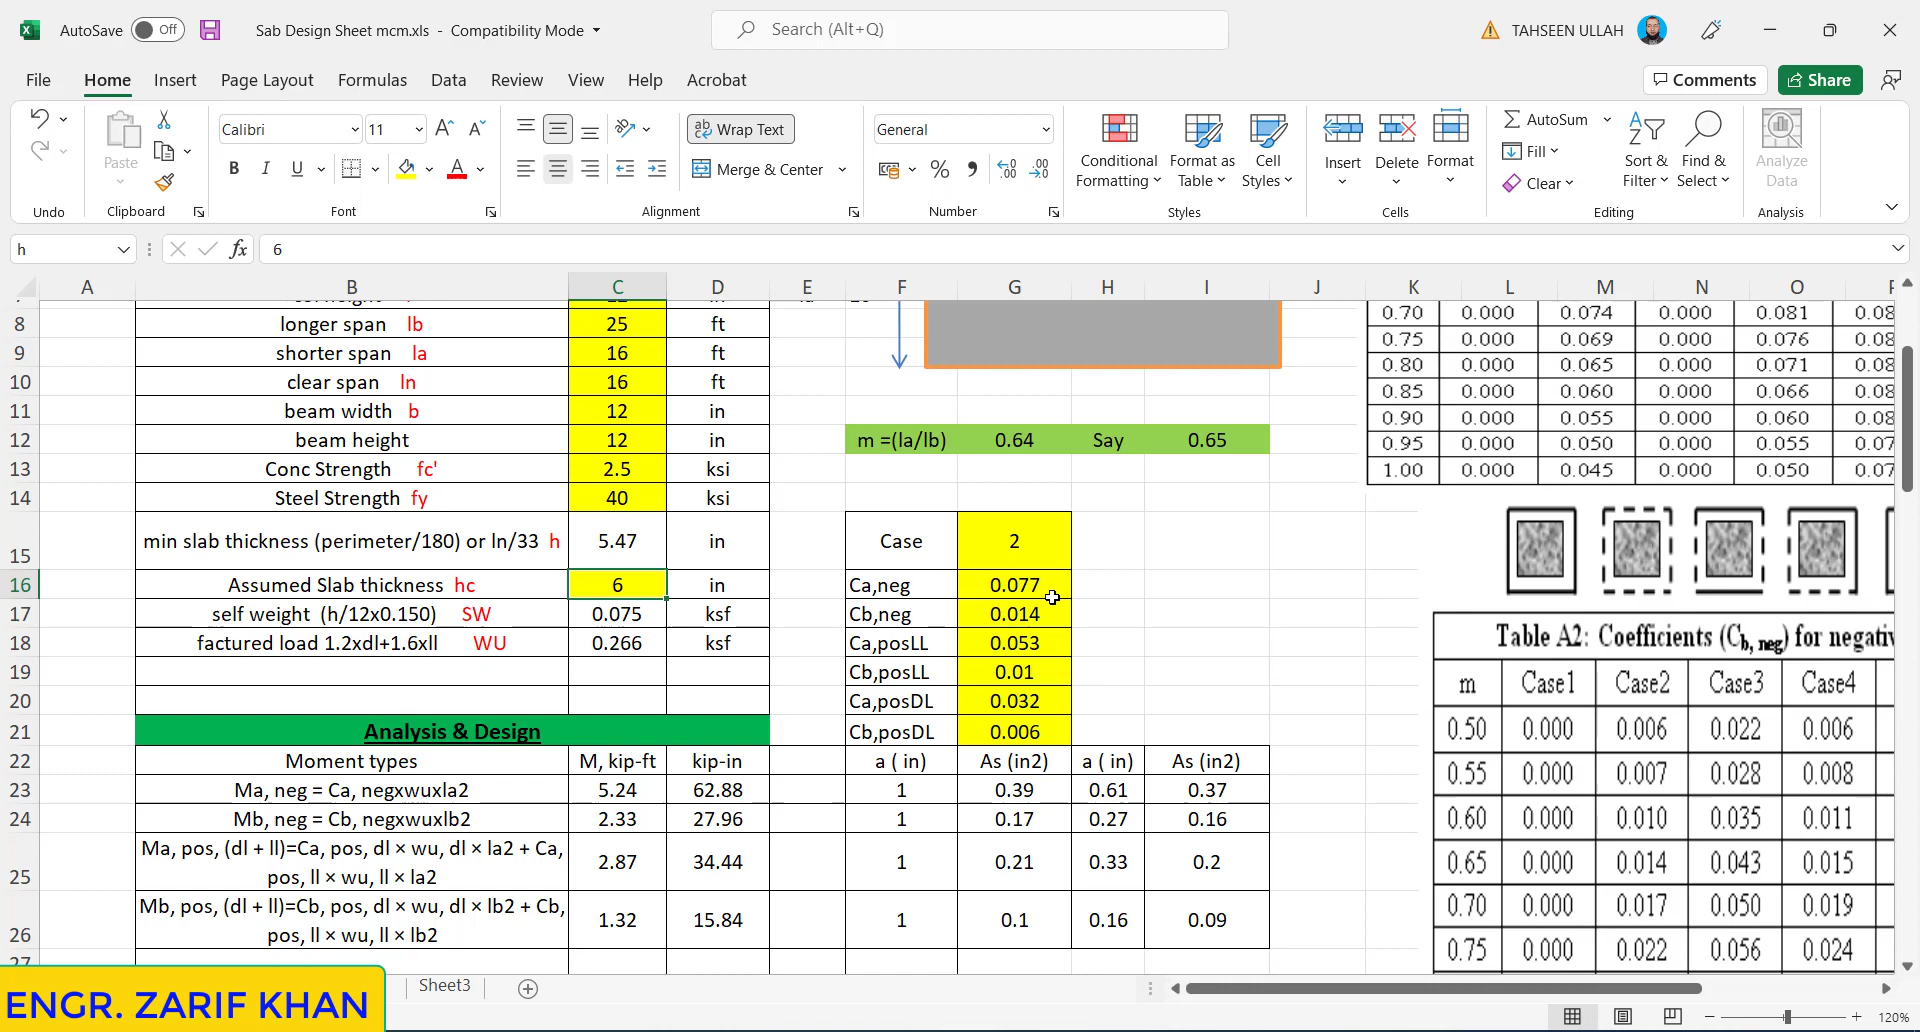 AutoSave Off Sab Design Sheet mcm.xls - Compatibility Mode Search (Alt+Q) TAHSEEN ULLAH
File Home Insert Page Layout Formulas Data Review View Help Acrobat Comments Share
Calibri 11 Wrap Text General AutoSum
Paste B I U Merge & Center % Conditional Formatting Format as Table Cell Styles Insert Delete Format Fill Clear Sort & Filter Find & Select Analyze Data
Undo Clipboard Font Alignment Number Styles Cells Editing Analysis
h fx 6
A B C D E F G H I J K L M N O
8 longer span lb 25 ft
9 shorter span la 16 ft
10 clear span ln 16 ft
11 beam width b 12 in
12 beam height 12 in m =(la/lb) 0.64 Say 0.65
13 Conc Strength fc' 2.5 ksi
14 Steel Strength fy 40 ksi
15 min slab thickness (perimeter/180) or ln/33 h 5.47 in Case 2
16 Assumed Slab thickness hc 6 in Ca,neg 0.077
17 self weight (h/12x0.150) SW 0.075 ksf Cb,neg 0.014
18 factured load 1.2xdl+1.6xll WU 0.266 ksf Ca,posLL 0.053
19 Cb,posLL 0.01
20 Ca,posDL 0.032
21 Analysis & Design Cb,posDL 0.006
22 Moment types M, kip-ft kip-in a ( in) As (in2) a ( in) As (in2)
23 Ma, neg = Ca, negxwuxla2 5.24 62.88 1 0.39 0.61 0.37
24 Mb, neg = Cb, negxwuxlb2 2.33 27.96 1 0.17 0.27 0.16
25 Ma, pos, (dl + ll)=Ca, pos, dl × wu, dl × la2 + Ca,
pos, ll × wu, ll × la2 2.87 34.44 1 0.21 0.33 0.2
26 Mb, pos, (dl + ll)=Cb, pos, dl × wu, dl × lb2 + Cb,
pos, ll × wu, ll × lb2 1.32 15.84 1 0.1 0.16 0.09
0.70 0.000 0.074 0.000 0.081
0.75 0.000 0.069 0.000 0.076
0.80 0.000 0.065 0.000 0.071
0.85 0.000 0.060 0.000 0.066
0.90 0.000 0.055 0.000 0.060
0.95 0.000 0.050 0.000 0.055
1.00 0.000 0.045 0.000 0.050
Table A2: Coefficients (Cb, neg) for
m Case1 Case2 Case3 Case4
0.50 0.000 0.006 0.022 0.006
0.55 0.000 0.007 0.028 0.008
0.60 0.000 0.010 0.035 0.011
0.65 0.000 0.014 0.043 0.015
0.70 0.000 0.017 0.050 0.019
0.75 0.000 0.022 0.056 0.024
Sheet3
ENGR. ZARIF KHAN
120%